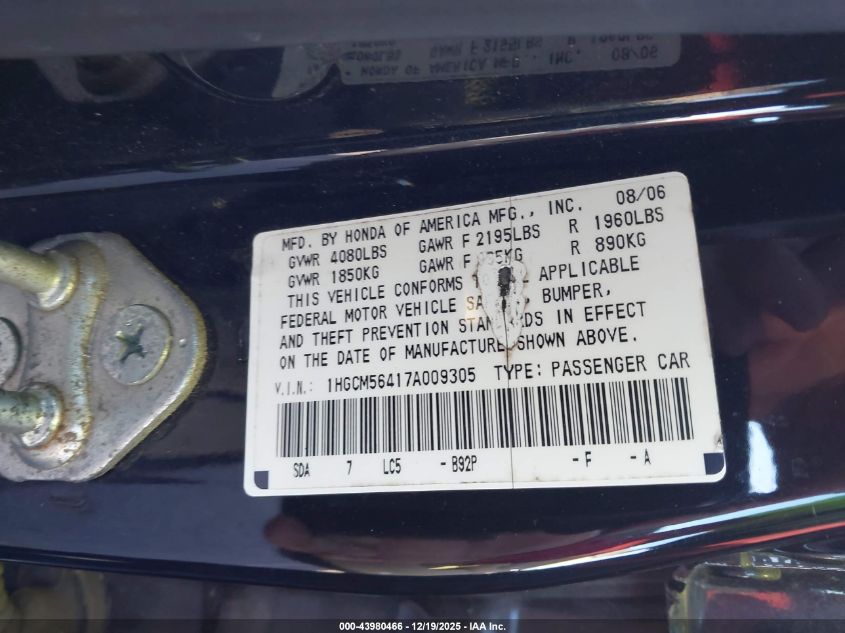 MFD. BY HONDA OF AMERICA MFG., INC. 08/06
GVWR 4080LBS GAWR F 2195LBS R 1960LBS
GVWR 1850KG GAWR F R 890KG
THIS VEHICLE CONFORMS APPLICABLE
FEDERAL MOTOR VEHICLE BUMPER,
AND THEFT PREVENTION IN EFFECT
ON THE DATE OF MANUFACTURE SHOWN ABOVE.
V.I.N.: 1HGCM56417A009305 TYPE: PASSENGER CAR
SDA 7 LC5 -B92P -F -A
000-43980466 - 12/19/2025 - IAA Inc.